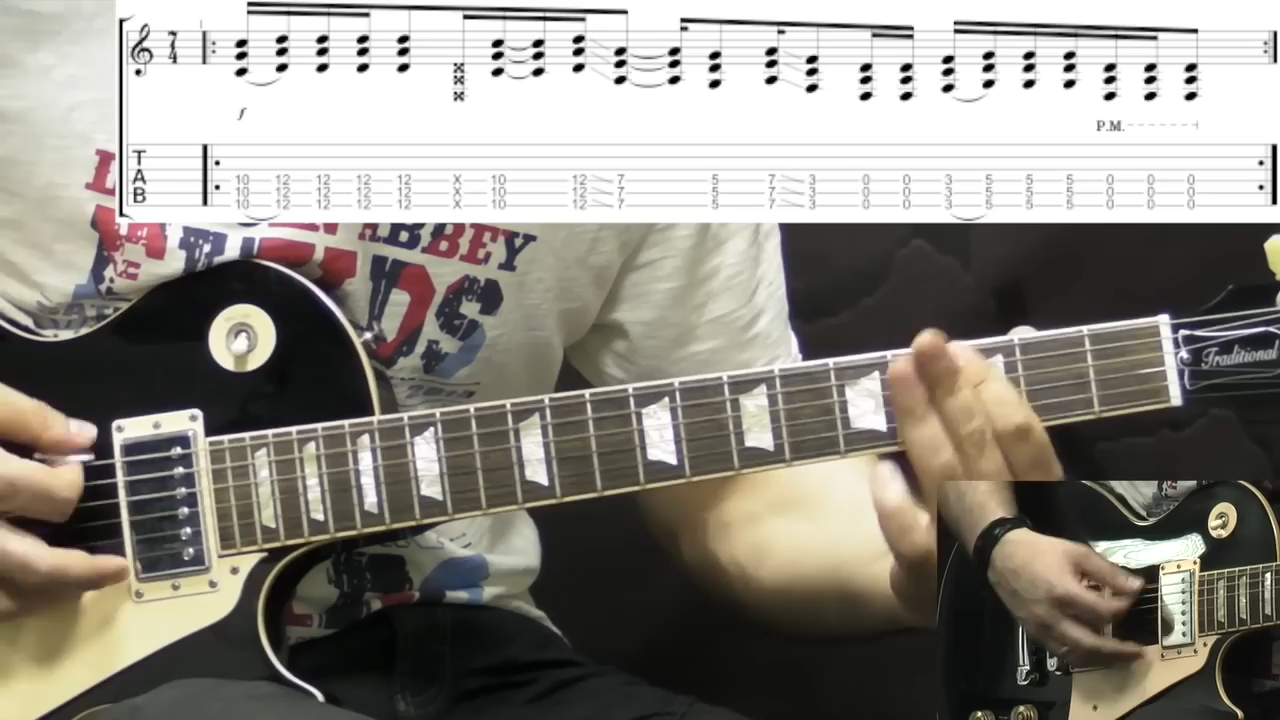 7
4
f
P.M.
T
A
B
10 12 12 12 12 X 10 12 7 5 7 3 0 0 3 5 5 5 0 0 0
10 12 12 12 12 X 10 12 7 5 7 3 0 0 3 5 5 5 0 0 0
10 12 12 12 12 X 10 12 7 5 7 3 0 0 3 5 5 5 0 0 0
ABBEY
Traditional